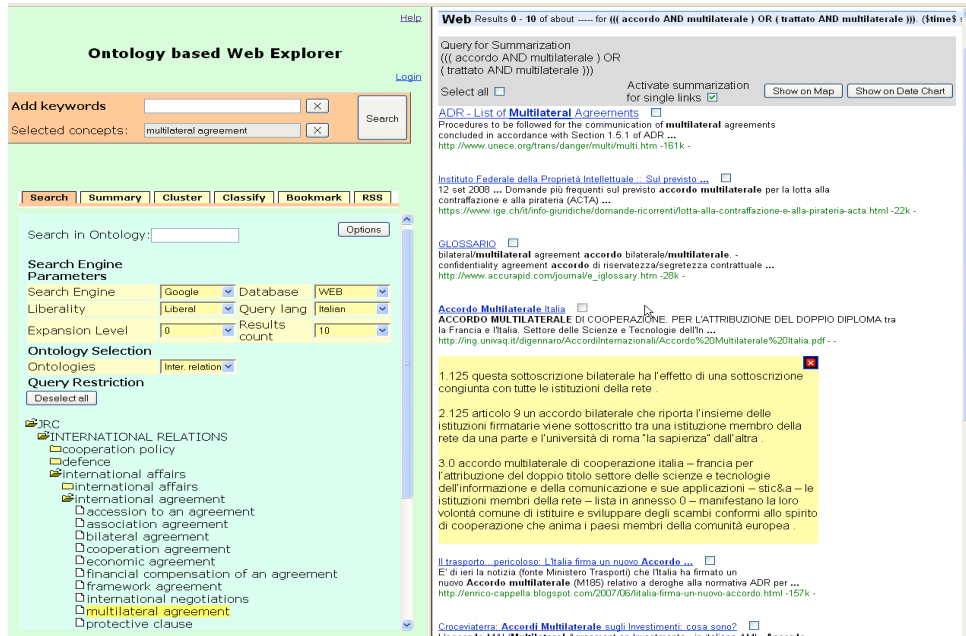 Help
Ontology based Web Explorer
Login
Add keywords
Selected concepts: multilateral agreement
Search
Search Summary Cluster Classify Bookmark RSS
Search in Ontology:
Options
Search Engine
Parameters
Search Engine Google Database WEB
Liberality Liberal Query lang Italian
Expansion Level 0 Results count 10
Ontology Selection
Ontologies Inter. relation
Query Restriction
Deselect all
JRC
INTERNATIONAL RELATIONS
cooperation policy
defence
international affairs
international affairs
international agreement
accession to an agreement
association agreement
bilateral agreement
cooperation agreement
economic agreement
financial compensation of an agreement
framework agreement
international negotiations
multilateral agreement
protective clause
Web Results 0 - 10 of about ----- for ((( accordo AND multilaterale ) OR ( trattato AND multilaterale ))). ($time$ s
Query for Summarization
((( accordo AND multilaterale ) OR
( trattato AND multilaterale )))
Select all
Activate summarization
for single links
Show on Map Show on Date Chart
ADR - List of Multilateral Agreements
Procedures to be followed for the communication of multilateral agreements
concluded in accordance with Section 1.5.1 of ADR ...
http://www.unece.org/trans/danger/multi/multi.htm -161k -
Instituto Federale della Proprietá Intellettuale :: Sul previsto ...
12 set 2008 ... Domande più frequenti sul previsto accordo multilaterale per la lotta alla
contraffazione e alla pirateria (ACTA) ...
https://www.ige.ch/it/info-giuridiche/domande-ricorrenti/lotta-alla-contraffazione-e-alla-pirateria-acta.html -22k -
GLOSSARIO
bilateral/multilateral agreement accordo bilaterale/multilaterale. -
confidentiality agreement accordo di riservatezza/segretezza contrattuale ...
http://www.accurapid.com/journal/e_iglossary.htm -28k -
Accordo Multilaterale Italia
ACCORDO MULTILATERALE DI COOPERAZIONE. PER L'ATTRIBUZIONE DEL DOPPIO DIPLOMA tra
la Francia e l'Italia. Settore delle Scienze e Tecnologie dell'In ...
http://ing.univaq.it/digennaro/AccordiInternazionali/Accordo%20Multilaterale%20Italia.pdf - -
1.125 questa sottoscrizione bilaterale ha l'effetto di una sottoscrizione
congiunta con tutte le istituzioni della rete .
2.125 articolo 9 un accordo bilaterale che riporta l'insieme delle
istituzioni firmatarie viene sottoscritto tra una istituzione membro della
rete da una parte e l'università di roma "la sapienza" dall'altra .
3.0 accordo multilaterale di cooperazione italia – francia per
l'attribuzione del doppio titolo settore delle scienze e tecnologie
dell'informazione e della comunicazione e sue applicazioni – stic&a – le
istituzioni membri della rete – lista in annesso 0 – manifestano la loro
volontà comune di istituire e sviluppare degli scambi conformi allo spirito
di cooperazione che anima i paesi membri della comunità europea .
Il trasporto...pericoloso: L'Italia firma un nuovo Accordo ...
E' di ieri la notizia (fonte Ministero Trasporti) che l'Italia ha firmato un
nuovo Accordo multilaterale (M185) relativo a deroghe alla normativa ADR per ...
http://enrico-cappella.blogspot.com/2007/06/litalia-firma-un-nuovo-accordo.html -157k -
Croceviaterra: Accordi Multilaterale sugli Investimenti: cosa sono?